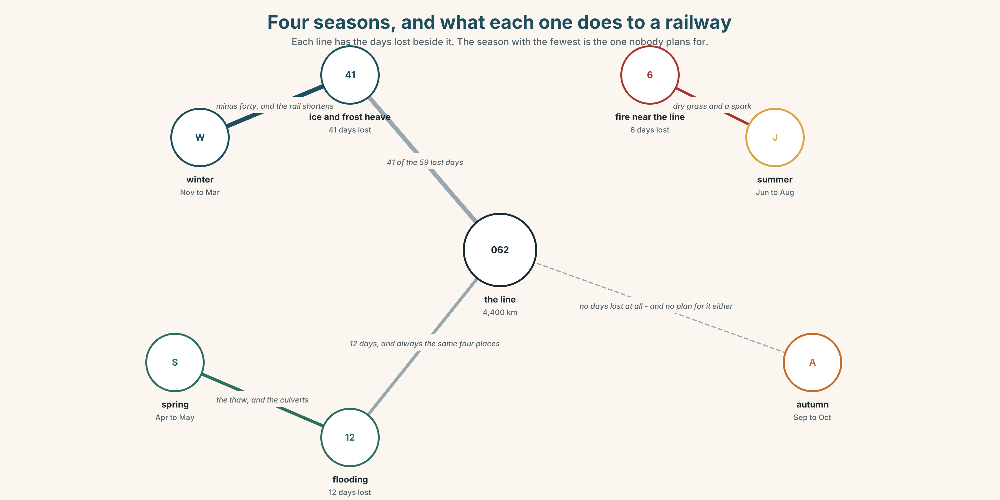 Four seasons, and what each one does to a railway
Each line has the days lost beside it. The season with the fewest is the one nobody plans for.
41
6
minus forty, and the rail shortens
dry grass and a spark
ice and frost heave
41 days lost
fire near the line
6 days lost
W
J
41 of the 59 lost days
winter
Nov to Mar
summer
Jun to Aug
062
the line
4,400 km
no days lost at all - and no plan for it either
12 days, and always the same four places
S
A
the thaw, and the culverts
spring
Apr to May
autumn
Sep to Oct
12
flooding
12 days lost